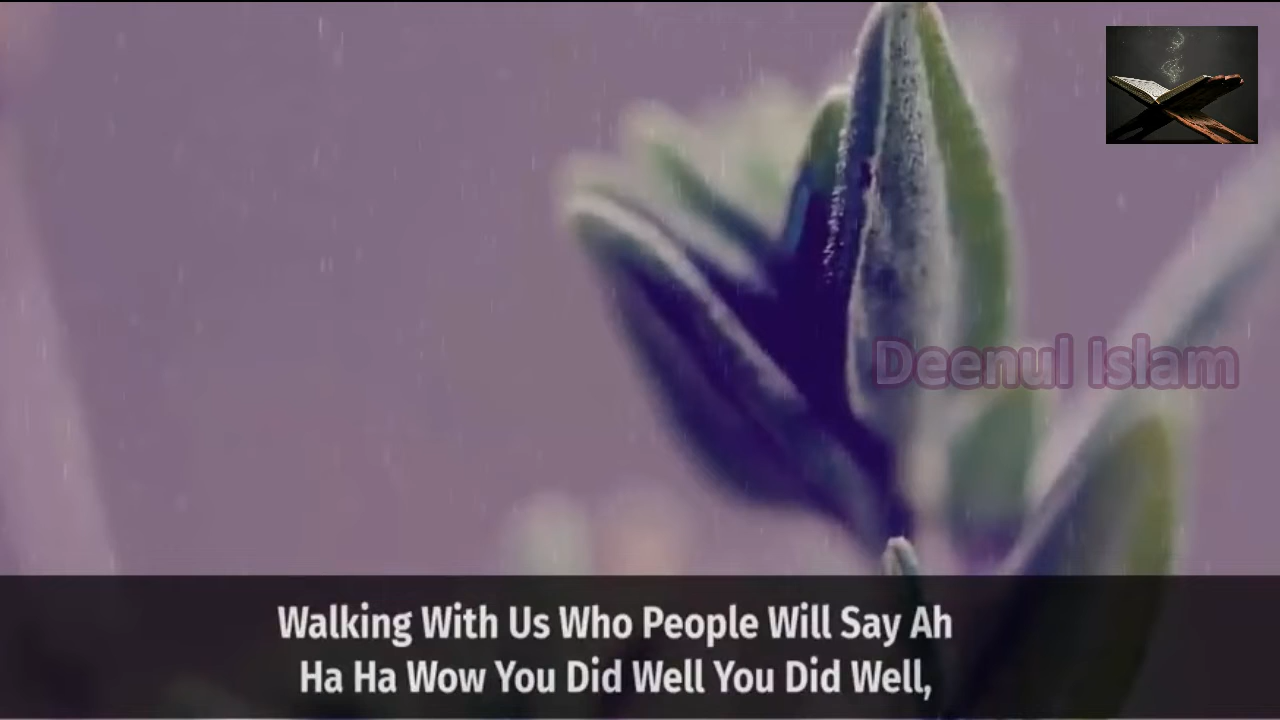 Deenul Islam
Walking With Us Who People Will Say Ah
Ha Ha Wow You Did Well You Did Well,